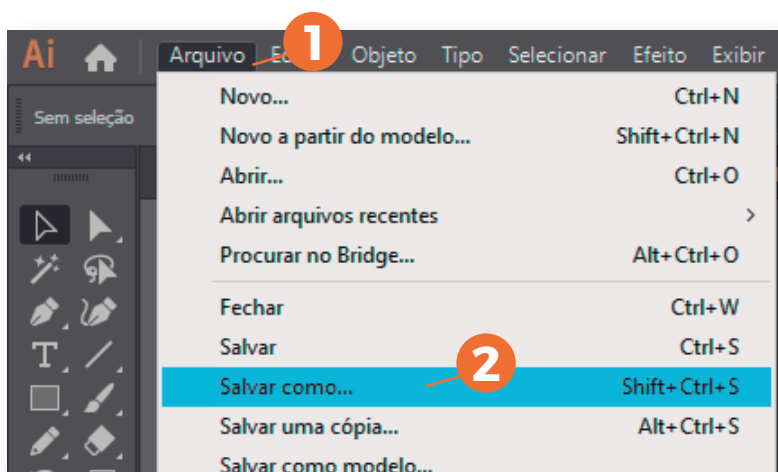 1
Ai Arquivo Objeto Tipo Selecionar Efeito Exibir
Sem seleção
Novo... Ctrl+N
Novo a partir do modelo... Shift+Ctrl+N
Abrir... Ctrl+O
Abrir arquivos recentes >
Procurar no Bridge... Alt+Ctrl+O
Fechar Ctrl+W
Salvar Ctrl+S
2
Salvar como... Shift+Ctrl+S
Salvar uma cópia... Alt+Ctrl+S
Salvar como modelo...